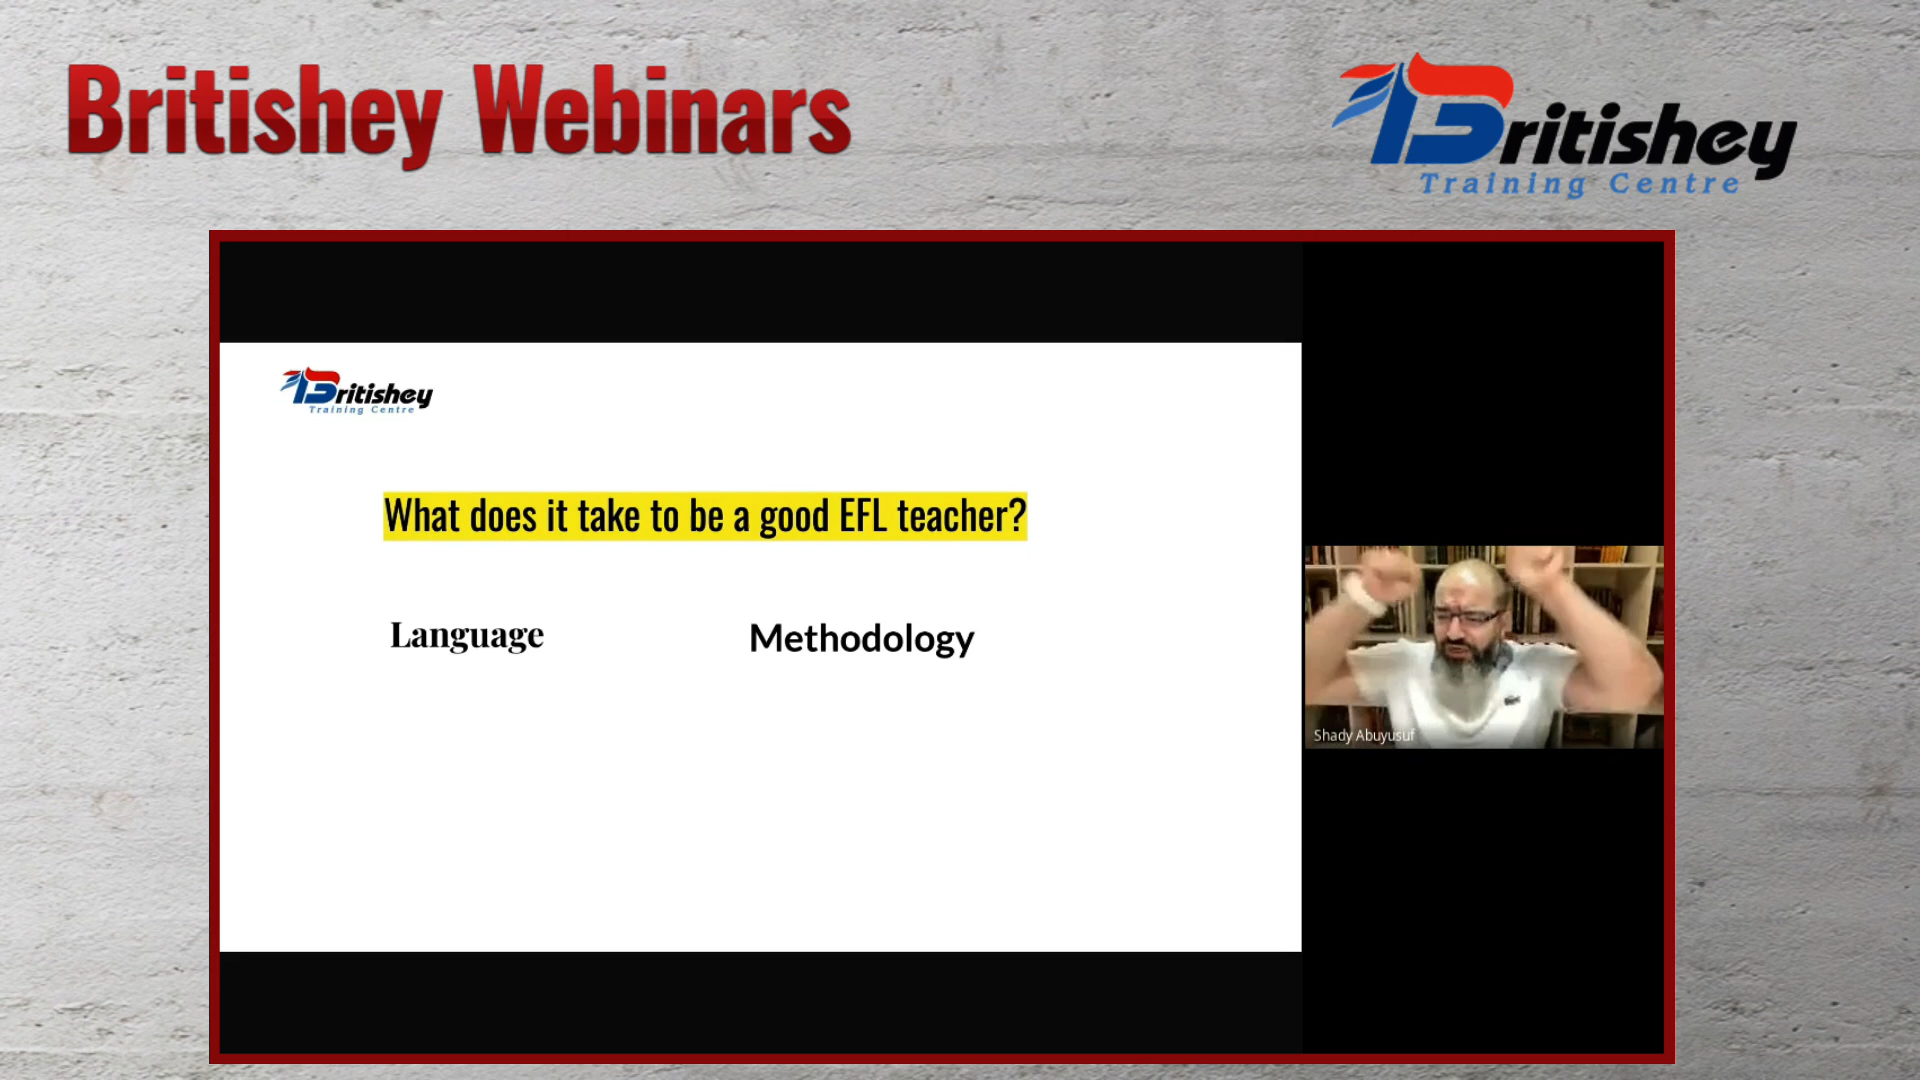 Britishey Webinars
Britishey
Training Centre
Britishey
Training Centre
What does it take to be a good EFL teacher?
Language
Methodology
Shady Abuyusuf